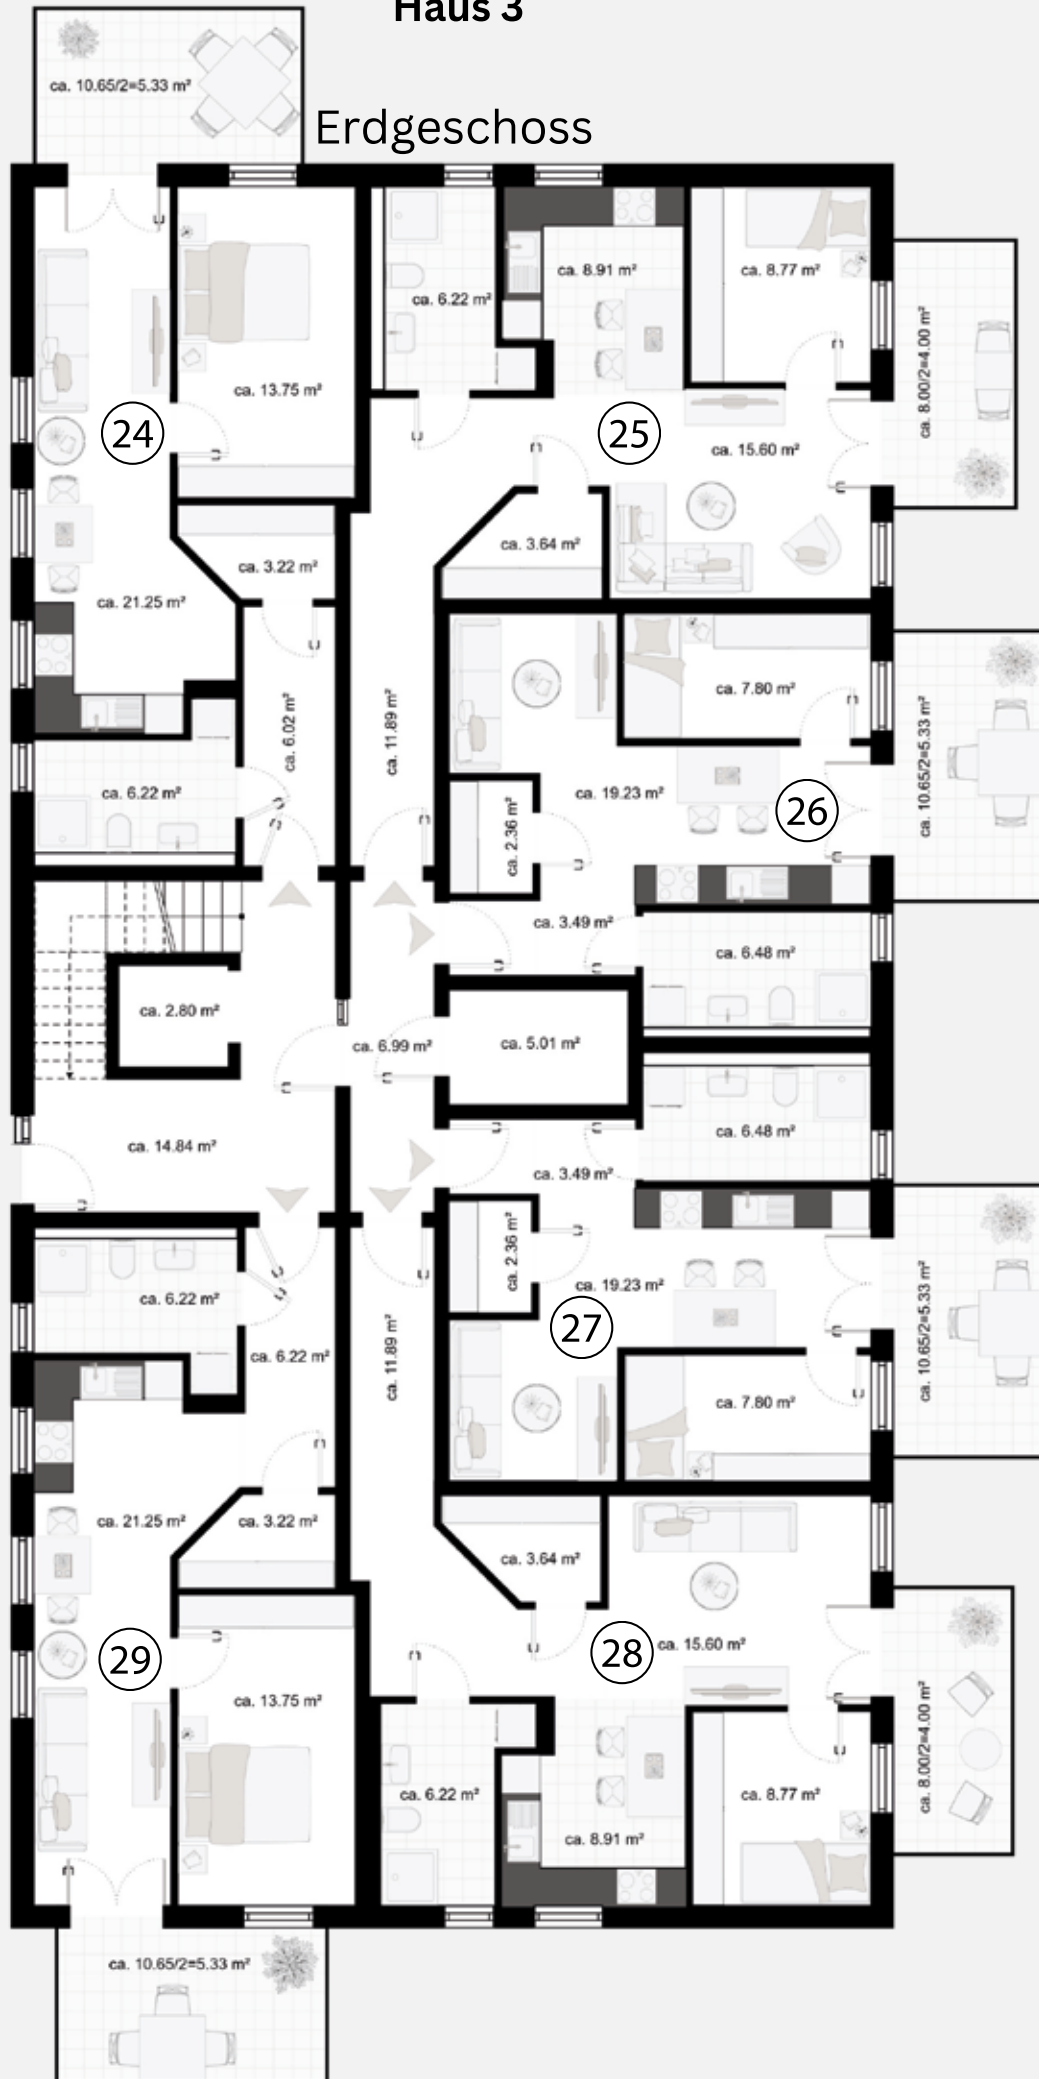 Haus 3
ca. 10.65/2=5.33 m²
Erdgeschoss
ca. 8.91 m²
ca. 8.77 m²
ca. 6.22 m²
ca. 8.00/2=4.00 m²
ca. 13.75 m²
24
25
ca. 15.60 m²
ca. 3.64 m²
ca. 3.22 m²
ca. 21.25 m²
ca. 7.80 m²
ca. 6.02 m²
ca. 11.89 m²
ca. 10.65/2=5.33 m²
ca. 6.22 m²
ca. 19.23 m²
26
ca. 2.36 m²
ca. 3.49 m²
ca. 6.48 m²
ca. 2.80 m²
ca. 6.99 m²
ca. 5.01 m²
ca. 6.48 m²
ca. 14.84 m²
ca. 3.49 m²
ca. 2.36 m²
ca. 19.23 m²
ca. 6.22 m²
27
ca. 10.65/2=5.33 m²
ca. 6.22 m²
ca. 11.89 m²
ca. 7.80 m²
ca. 21.25 m²
ca. 3.22 m²
ca. 3.64 m²
29
28
ca. 15.60 m²
ca. 13.75 m²
ca. 8.00/2=4.00 m²
ca. 6.22 m²
ca. 8.77 m²
ca. 8.91 m²
ca. 10.65/2=5.33 m²